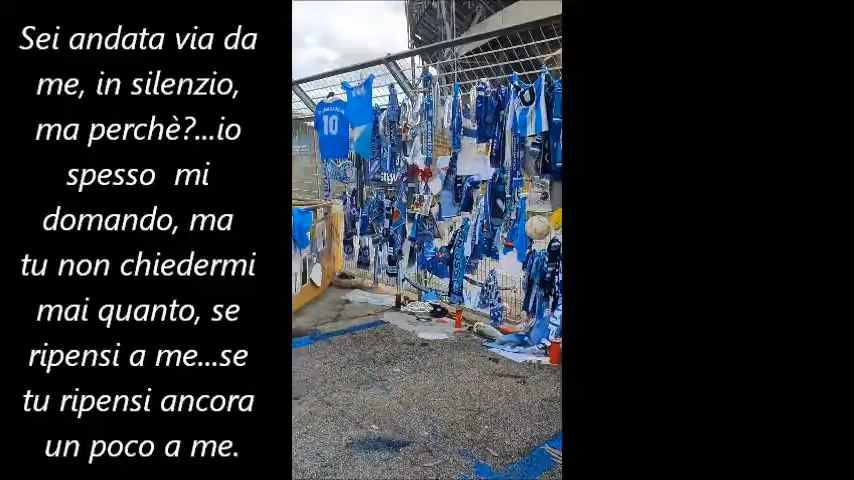 Sei andata via da
me, in silenzio,
ma perchè?...io
spesso mi
domando, ma
tu non chiedermi
mai quanto, se
ripensi a me...se
tu ripensi ancora
un poco a me.
10